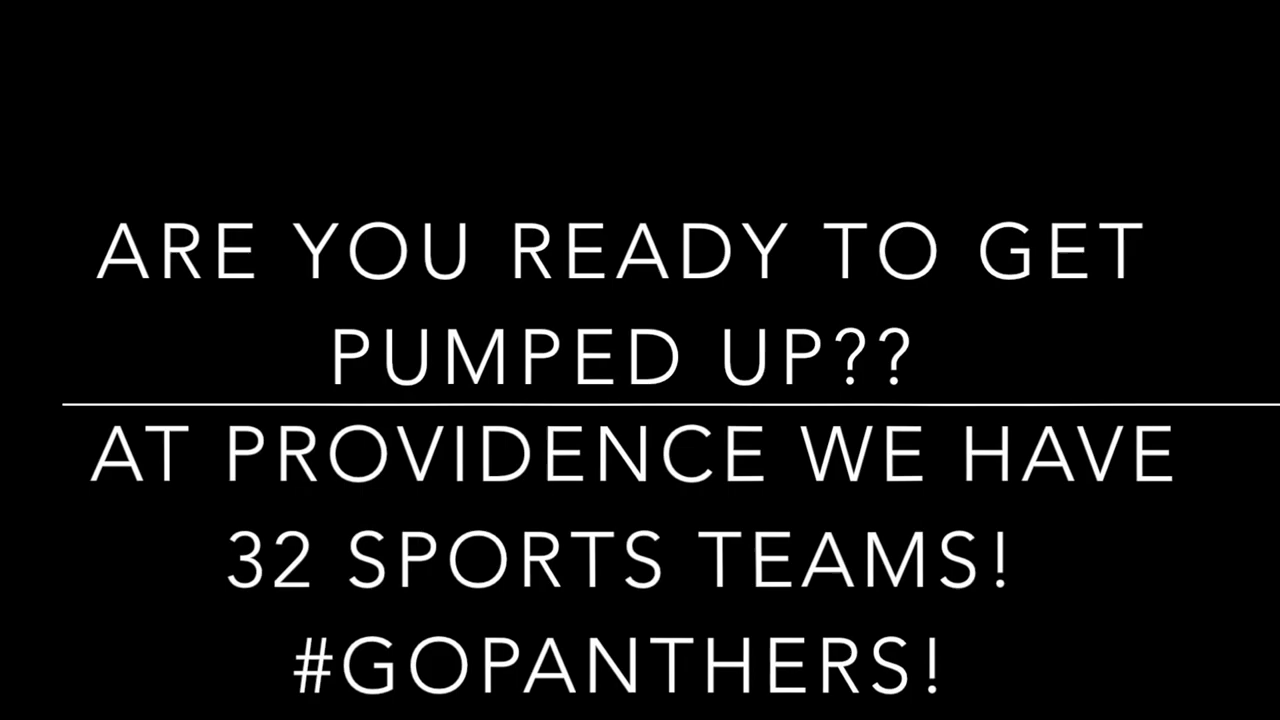 ARE YOU READY TO GET
PUMPED UP??
AT PROVIDENCE WE HAVE
32 SPORTS TEAMS!
#GOPANTHERS!